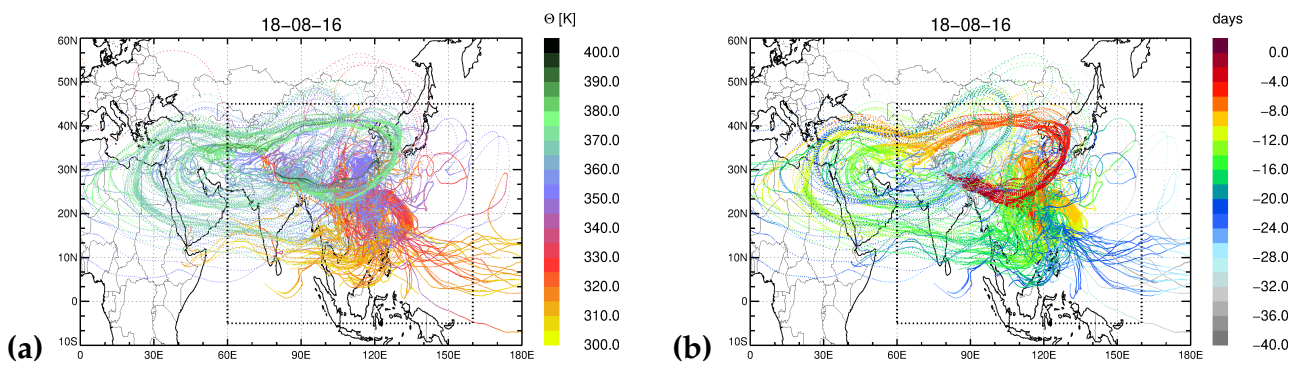 18−08−16
Θ [K]
60N
50N
40N
30N
20N
10N
0
10S
0
30E
60E
90E
120E
150E
180E
400.0
390.0
380.0
370.0
360.0
350.0
340.0
330.0
320.0
310.0
300.0
(a)
18−08−16
days
60N
50N
40N
30N
20N
10N
0
10S
0
30E
60E
90E
120E
150E
180E
0.0
−4.0
−8.0
−12.0
−16.0
−20.0
−24.0
−28.0
−32.0
−36.0
−40.0
(b)